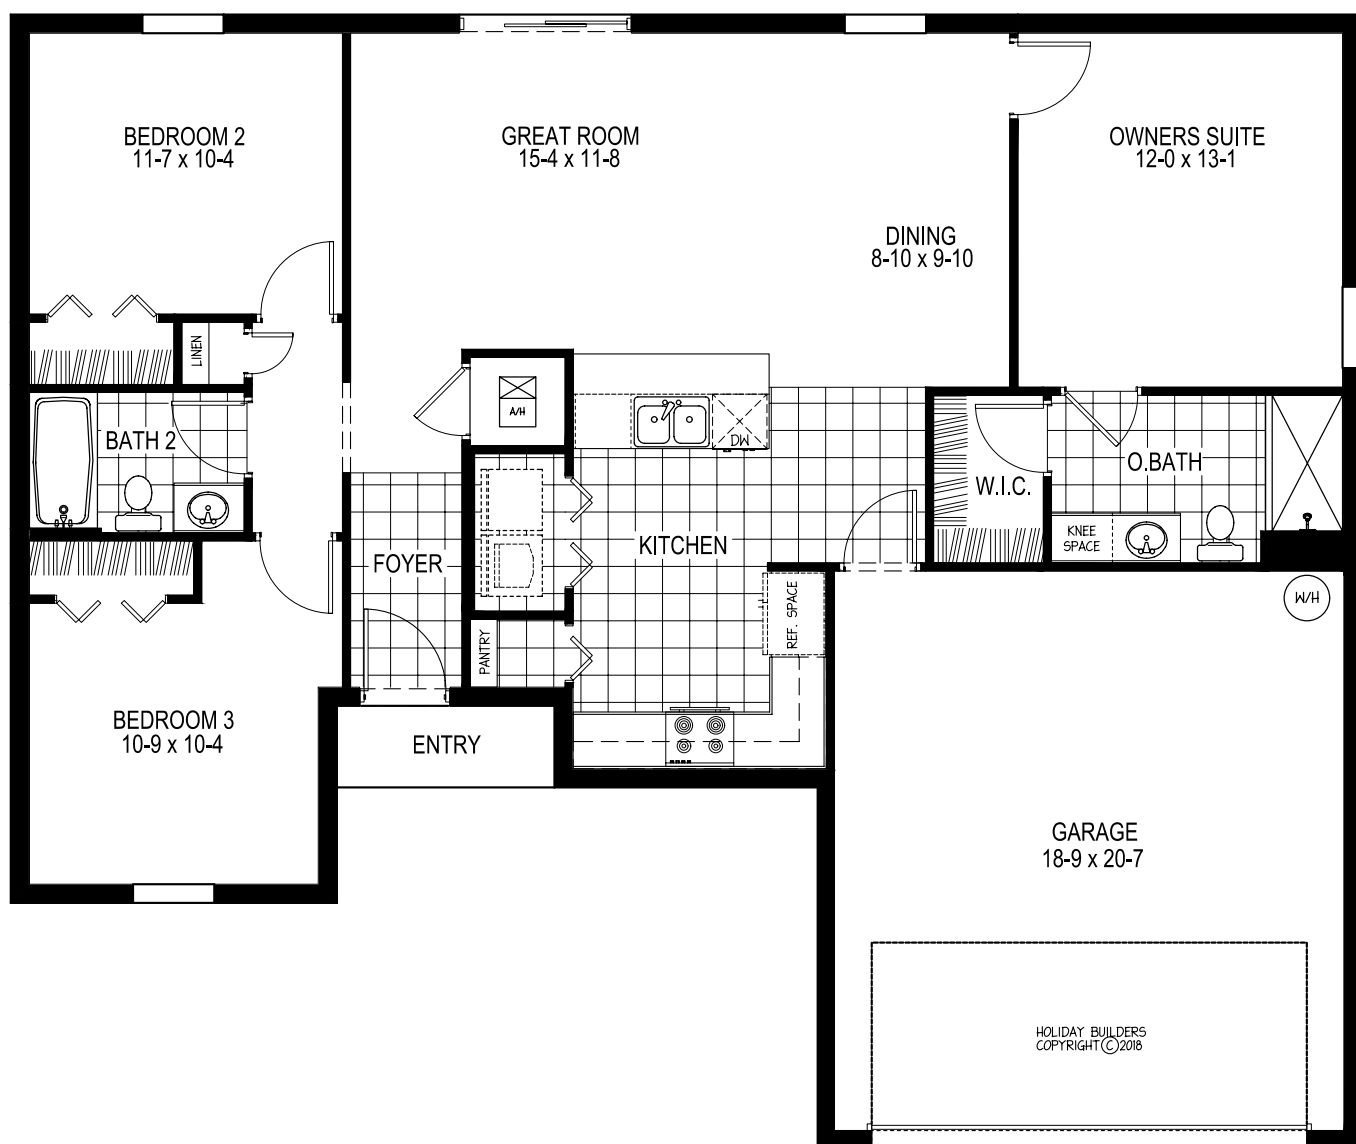 BEDROOM 2
11-7 x 10-4
GREAT ROOM
15-4 x 11-8
OWNERS SUITE
12-0 x 13-1
DINING
8-10 x 9-10
LINEN
A/H
BATH 2
DW
W.I.C.
O.BATH
KNEE
SPACE
FOYER
KITCHEN
PANTRY
REF. SPACE
W/H
BEDROOM 3
10-9 x 10-4
ENTRY
GARAGE
18-9 x 20-7
HOLIDAY BUILDERS
COPYRIGHT © 2018